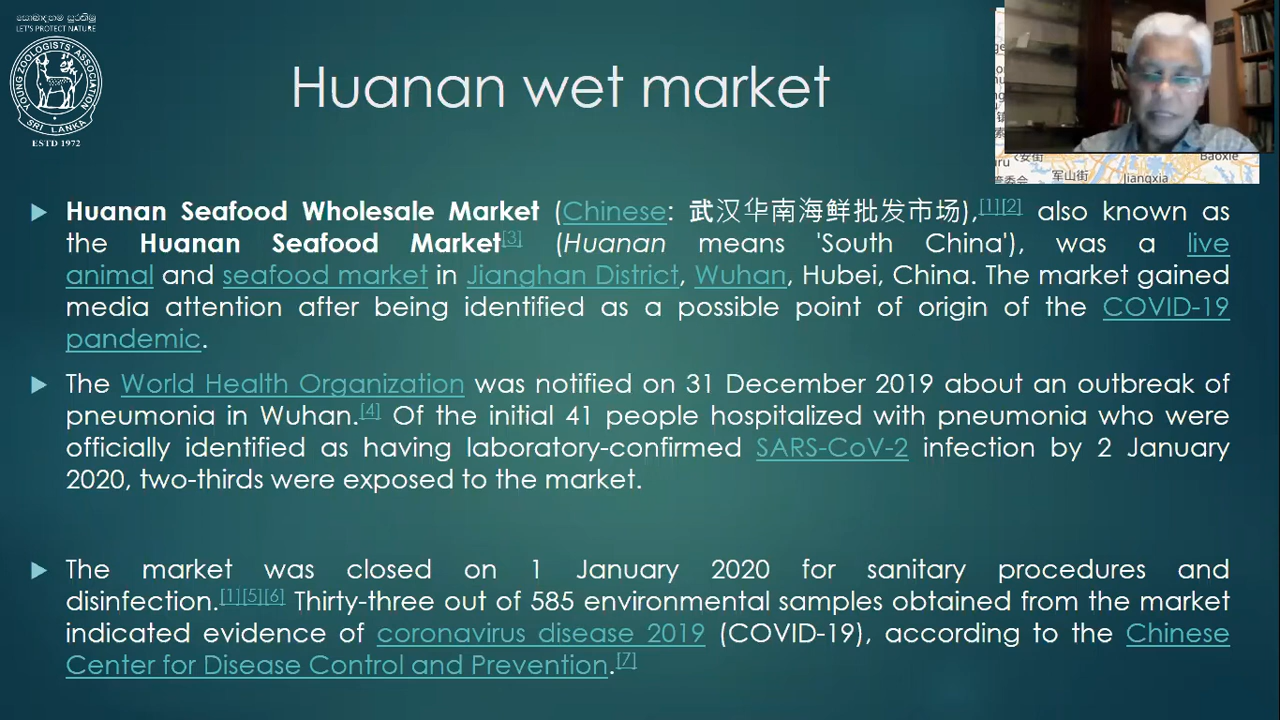 LET'S PROTECT NATURE
YOUNG ZOOLOGISTS' ASSOCIATION
SRI LANKA
ESTD 1972
Huanan wet market
Baoxie
军山街
Jiangxia
Huanan Seafood Wholesale Market (Chinese: 武汉华南海鲜批发市场),[1][2] also known as
the Huanan Seafood Market[3] (Huanan means 'South China'), was a live
animal and seafood market in Jianghan District, Wuhan, Hubei, China. The market gained
media attention after being identified as a possible point of origin of the COVID-19
pandemic.
The World Health Organization was notified on 31 December 2019 about an outbreak of
pneumonia in Wuhan.[4] Of the initial 41 people hospitalized with pneumonia who were
officially identified as having laboratory-confirmed SARS-CoV-2 infection by 2 January
2020, two-thirds were exposed to the market.
The market was closed on 1 January 2020 for sanitary procedures and
disinfection.[1][5][6] Thirty-three out of 585 environmental samples obtained from the market
indicated evidence of coronavirus disease 2019 (COVID-19), according to the Chinese
Center for Disease Control and Prevention.[7]